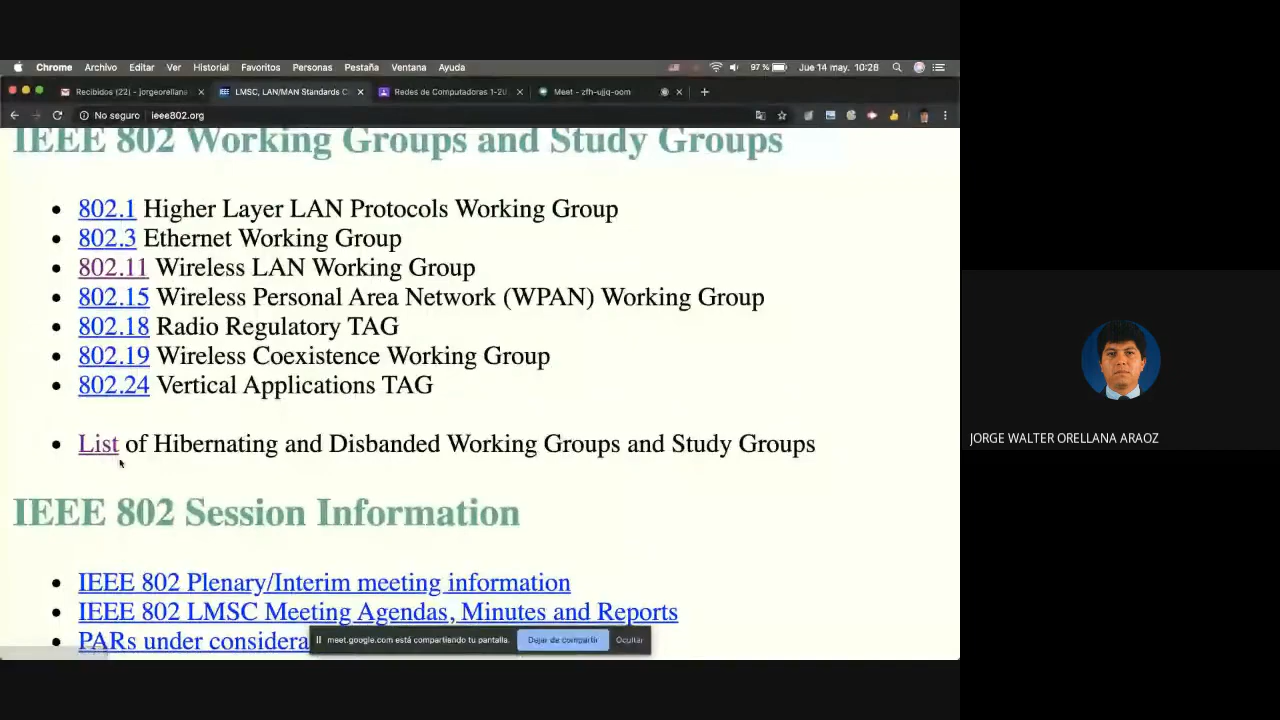 Chrome Archivo Editar Ver Historial Favoritos Personas Pestaña Ventana Ayuda 97 % Jue 14 may. 10:28
Recibidos (22) - jorgeorellana LMSC, LAN/MAN Standards C Redes de Computadoras 1-2U Meet - zfh-ujjq-oom
No seguro ieee802.org
IEEE 802 Working Groups and Study Groups
802.1 Higher Layer LAN Protocols Working Group
802.3 Ethernet Working Group
802.11 Wireless LAN Working Group
802.15 Wireless Personal Area Network (WPAN) Working Group
802.18 Radio Regulatory TAG
802.19 Wireless Coexistence Working Group
802.24 Vertical Applications TAG
List of Hibernating and Disbanded Working Groups and Study Groups
JORGE WALTER ORELLANA ARAOZ
IEEE 802 Session Information
IEEE 802 Plenary/Interim meeting information
IEEE 802 LMSC Meeting Agendas, Minutes and Reports
PARs under considera
meet.google.com está compartiendo tu pantalla. Dejar de compartir Ocultar